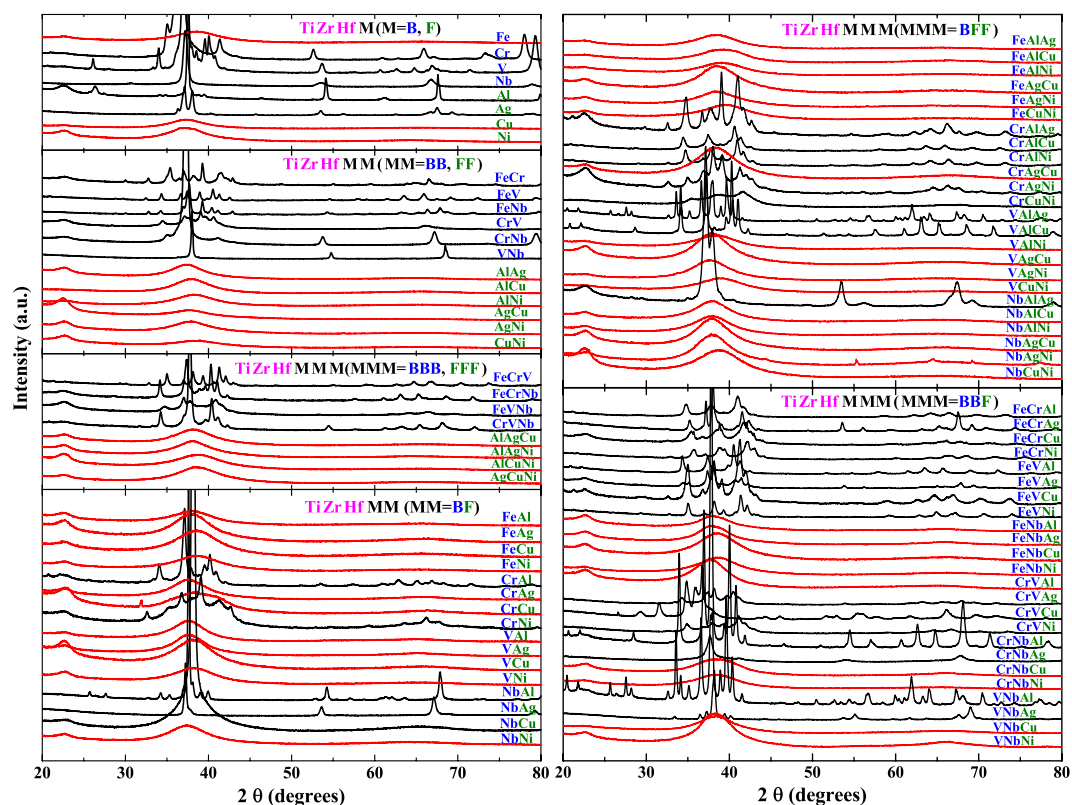 TiZrHf M(M=B, F)
Fe
Cr
V
Nb
Al
Ag
Cu
Ni
TiZrHf MM(MM=BB, FF)
FeCr
FeV
FeNb
CrV
CrNb
VNb
AlAg
AlCu
AlNi
AgCu
AgNi
CuNi
TiZrHf MMM(MMM=BBB, FFF)
FeCrV
FeCrNb
FeVNb
CrVNb
AlAgCu
AlAgNi
AlCuNi
AgCuNi
TiZrHf MM (MM=BF)
FeAl
FeAg
FeCu
FeNi
CrAl
CrAg
CrCu
CrNi
VAl
VAg
VCu
VNi
NbAl
NbAg
NbCu
NbNi
20 30 40 50 60 70 80
2 θ (degrees)
Intensity (a.u.)
TiZrHf MMM(MMM=BFF)
FeAlAg
FeAlCu
FeAlNi
FeAgCu
FeAgNi
FeCuNi
CrAlAg
CrAlCu
CrAlNi
CrAgCu
CrAgNi
CrCuNi
VAlAg
VAlCu
VAlNi
VAgCu
VAgNi
VCuNi
NbAlAg
NbAlCu
NbAlNi
NbAgCu
NbAgNi
NbCuNi
TiZrHf MMM (MMM=BBF)
FeCrAl
FeCrAg
FeCrCu
FeCrNi
FeVAl
FeVAg
FeVCu
FeVNi
FeNbAl
FeNbAg
FeNbCu
FeNbNi
CrVAl
CrVAg
CrVCu
CrVNi
CrNbAl
CrNbAg
CrNbCu
CrNbNi
VNbAl
VNbAg
VNbCu
VNbNi
20 30 40 50 60 70 80
2 θ (degrees)